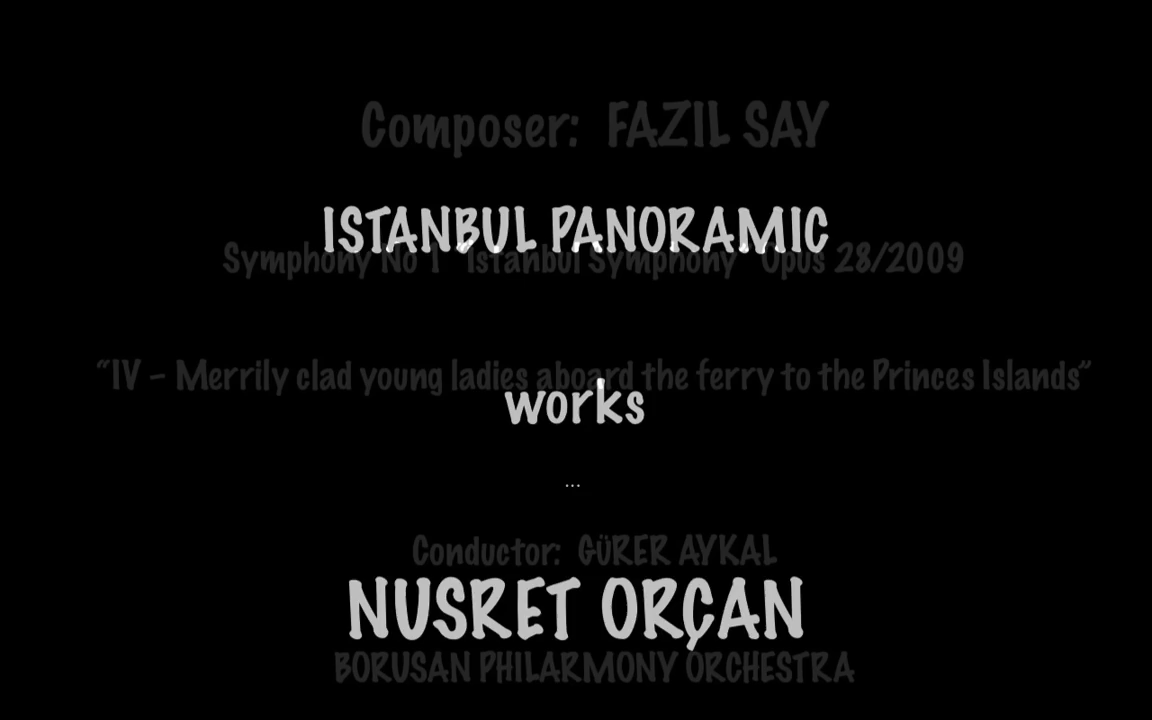 Composer: FAZIL SAY
ISTANBUL PANORAMIC
Symphony No 1 "Istanbul Symphony" Opus 28/2009
"IV - Merrily clad young ladies aboard the ferry to the Princes Islands"
works
...
Conductor: GÜRER AYKAL
NUSRET ORÇAN
BORUSAN PHILARMONY ORCHESTRA